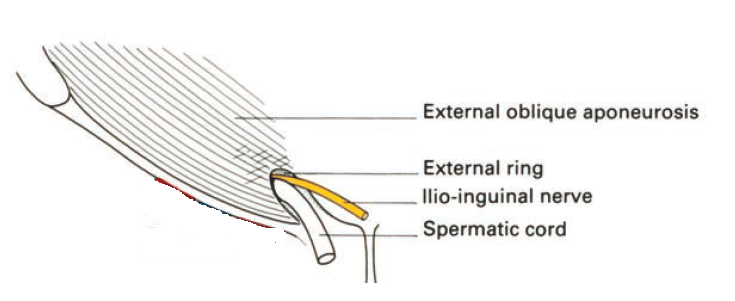 External oblique aponeurosis
External ring
Ilio-inguinal nerve
Spermatic cord